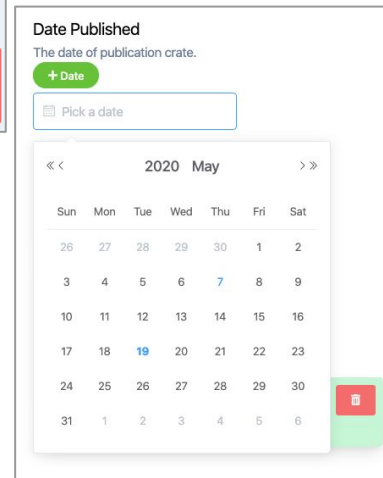 Date Published
The date of publication crate.
+ Date
Pick a date
« < 2020 May > »
Sun Mon Tue Wed Thu Fri Sat
26 27 28 29 30 1 2
3 4 5 6 7 8 9
10 11 12 13 14 15 16
17 18 19 20 21 22 23
24 25 26 27 28 29 30
31 1 2 3 4 5 6